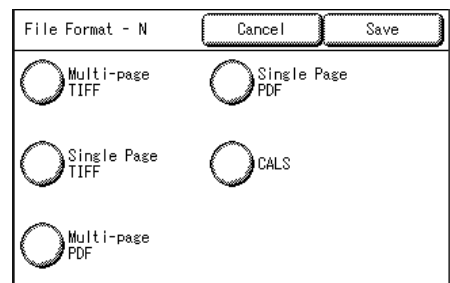 File Format - N
Cancel
Save
Multi-page
TIFF
Single Page
PDF
Single Page
TIFF
CALS
Multi-page
PDF